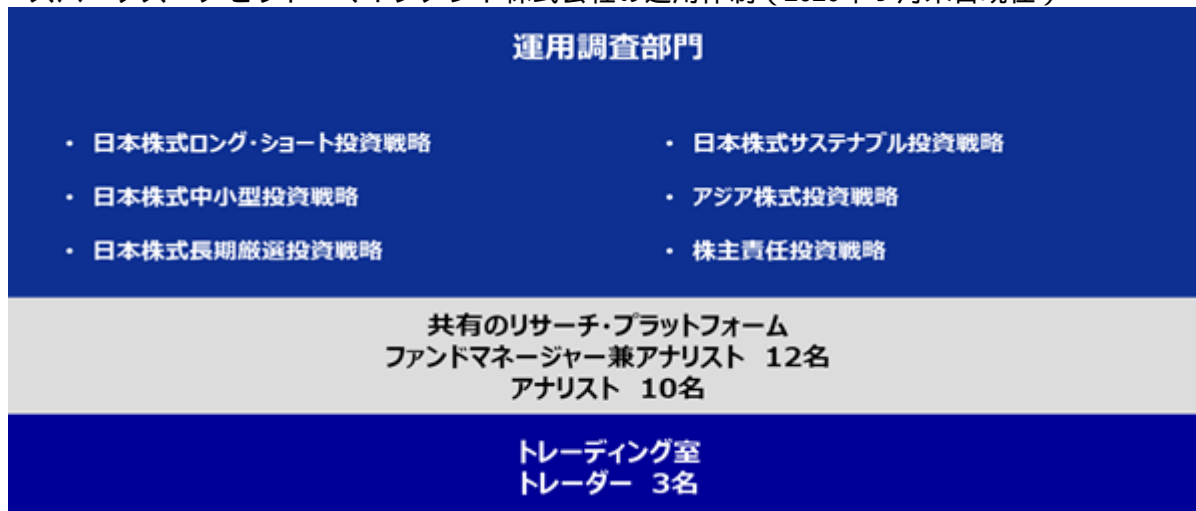 運用調査部門
・ 日本株式ロング・ショート投資戦略
・ 日本株式サステナブル投資戦略
・ 日本株式中小型投資戦略
・ アジア株式投資戦略
・ 日本株式長期厳選投資戦略
・ 株主責任投資戦略
共有のリサーチ・プラットフォーム
ファンドマネージャー兼アナリスト 12名
アナリスト 10名
トレーディング室
トレーダー 3名